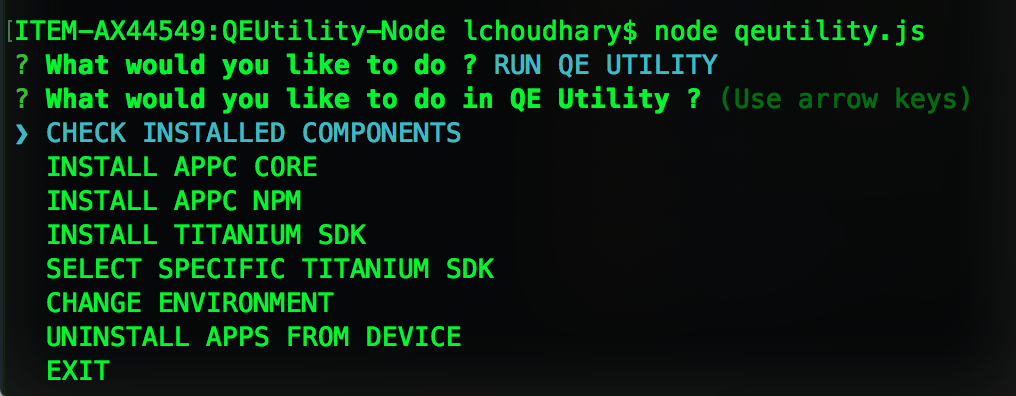 [ITEM-AX44549:QEUtility-Node lchoudhary$ node qeutility.js
? What would you like to do ? RUN QE UTILITY
? What would you like to do in QE Utility ? (Use arrow keys)
❯ CHECK INSTALLED COMPONENTS
INSTALL APPC CORE
INSTALL APPC NPM
INSTALL TITANIUM SDK
SELECT SPECIFIC TITANIUM SDK
CHANGE ENVIRONMENT
UNINSTALL APPS FROM DEVICE
EXIT